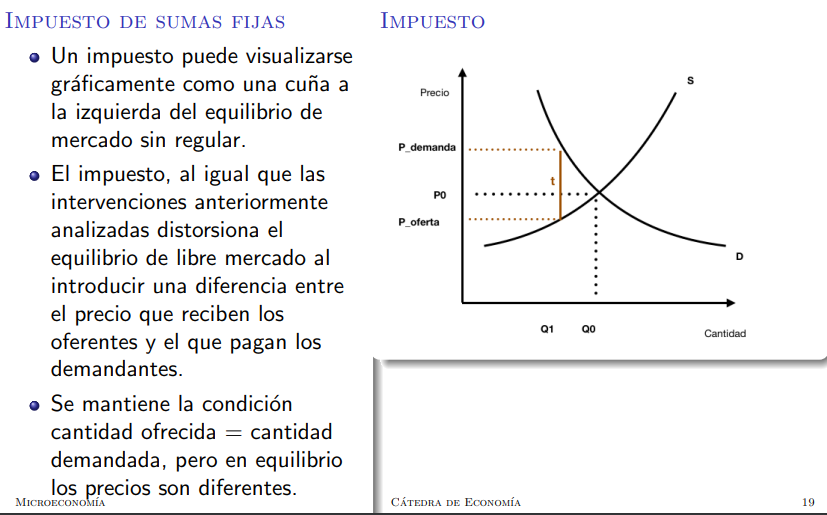 Impuesto de sumas fijas
Un impuesto puede visualizarse
gráficamente como una cuña a
la izquierda del equilibrio de
mercado sin regular.
El impuesto, al igual que las
intervenciones anteriormente
analizadas distorsiona el
equilibrio de libre mercado al
introducir una diferencia entre
el precio que reciben los
oferentes y el que pagan los
demandantes.
Se mantiene la condición
cantidad ofrecida = cantidad
demandada, pero en equilibrio
los precios son diferentes.
Microeconomía
Impuesto
Precio
S
P_demanda
t
P0
P_oferta
D
Q1
Q0
Cantidad
Cátedra de Economía
19